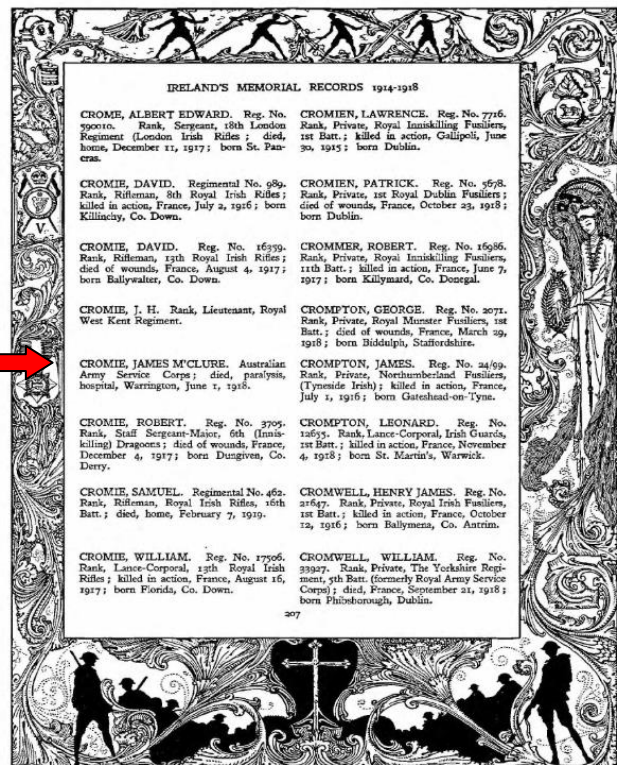 IRELAND'S MEMORIAL RECORDS 1914-1918
CROME, ALBERT EDWARD. Reg. No.
590010. Rank, Sergeant, 18th London
Regiment (London Irish Rifles; died,
home, December 11, 1917; born St. Pan-
cras.
CROMIE, DAVID. Regimental No. 989.
Rank, Rifleman, 8th Royal Irish Rifles;
killed in action, France, July 2, 1916; born
Killinchy, Co. Down.
CROMIE, DAVID. Reg. No. 16359.
Rank, Rifleman, 13th Royal Irish Rifles;
died of wounds, France, August 4, 1917;
born Ballywalter, Co. Down.
CROMIE, J. H. Rank, Lieutenant, Royal
West Kent Regiment.
CROMIE, JAMES M'CLURE. Australian
Army Service Corps; died, paralysis,
hospital, Warrington, June 1, 1918.
CROMIE, ROBERT. Reg. No. 3705.
Rank, Staff Sergeant-Major, 6th (Innis-
killing) Dragoons; died of wounds, France,
December 4, 1917; born Dungiven, Co.
Derry.
CROMIE, SAMUEL. Regimental No. 462.
Rank, Rifleman, Royal Irish Rifles, 16th
Batt.; died, home, February 7, 1919.
CROMIE, WILLIAM. Reg. No. 17506.
Rank, Lance-Corporal, 13th Royal Irish
Rifles; killed in action, France, August 16,
1917; born Florida, Co. Down.
CROMIEN, LAWRENCE. Reg. No. 7716.
Rank, Private, Royal Inniskilling Fusiliers,
1st Batt.; killed in action, Gallipoli, June
30, 1915; born Dublin.
CROMIEN, PATRICK. Reg. No. 5678.
Rank, Private, 1st Royal Dublin Fusiliers;
died of wounds, France, October 23, 1918;
born Dublin.
CROMMER, ROBERT. Reg. No. 16986.
Rank, Private, Royal Inniskilling Fusiliers,
11th Batt.; killed in action, France, June 7,
1917; born Killymard, Co. Donegal.
CROMPTON, GEORGE. Reg. No. 2071.
Rank, Private, Royal Munster Fusiliers, 1st
Batt.; died of wounds, France, March 29,
1918; born Biddulph, Staffordshire.
CROMPTON, JAMES. Reg. No. 24/99.
Rank, Private, Northumberland Fusiliers,
(Tyneside Irish); killed in action, France,
July 1, 1916; born Gateshead-on-Tyne.
CROMPTON, LEONARD. Reg. No.
12655. Rank, Lance-Corporal, Irish Guards,
1st Batt.; killed in action, France, November
4, 1918; born St. Martin's, Warwick.
CROMWELL, HENRY JAMES. Reg. No.
21647. Rank, Private, Royal Irish Fusiliers,
1st Batt.; killed in action, France, October
12, 1916; born Ballymena, Co. Antrim.
CROMWELL, WILLIAM. Reg. No.
33927. Rank, Private, The Yorkshire Regi-
ment, 5th Batt. (formerly Royal Army Service
Corps); died, France, September 21, 1918;
born Phibsborough, Dublin.
207
V.